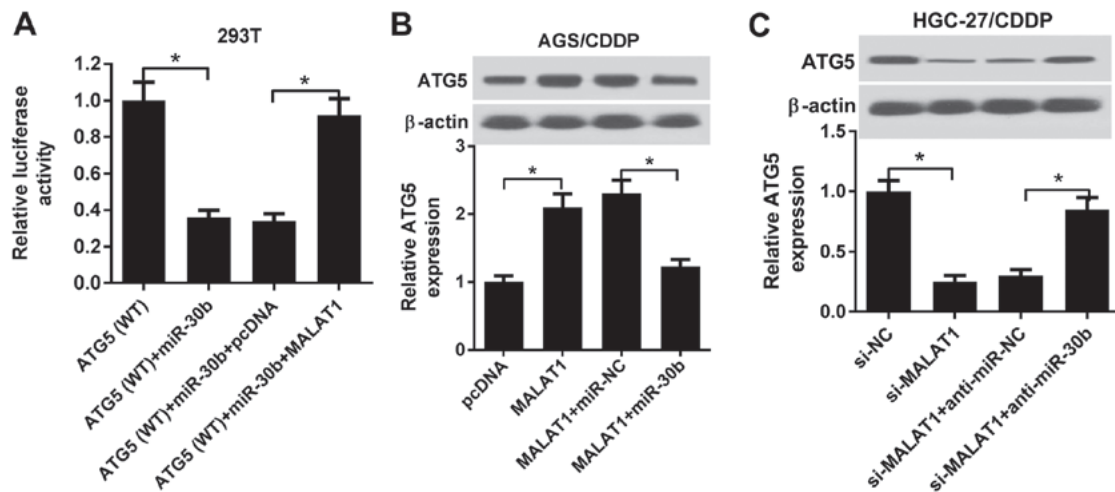 A
293T
*
*
Relative luciferase
activity
1.2
1.0
0.8
0.6
0.4
0.2
0.0
ATG5 (WT)
ATG5 (WT)+miR-30b
ATG5 (WT)+miR-30b+pcDNA
ATG5 (WT)+miR-30b+MALAT1
B
AGS/CDDP
ATG5
β-actin
*
*
Relative ATG5
expression
3
2
1
0
pcDNA
MALAT1
MALAT1+miR-NC
MALAT1+miR-30b
C
HGC-27/CDDP
ATG5
β-actin
*
*
Relative ATG5
expression
1.5
1.0
0.5
0.0
si-NC
si-MALAT1
si-MALAT1+anti-miR-NC
si-MALAT1+anti-miR-30b